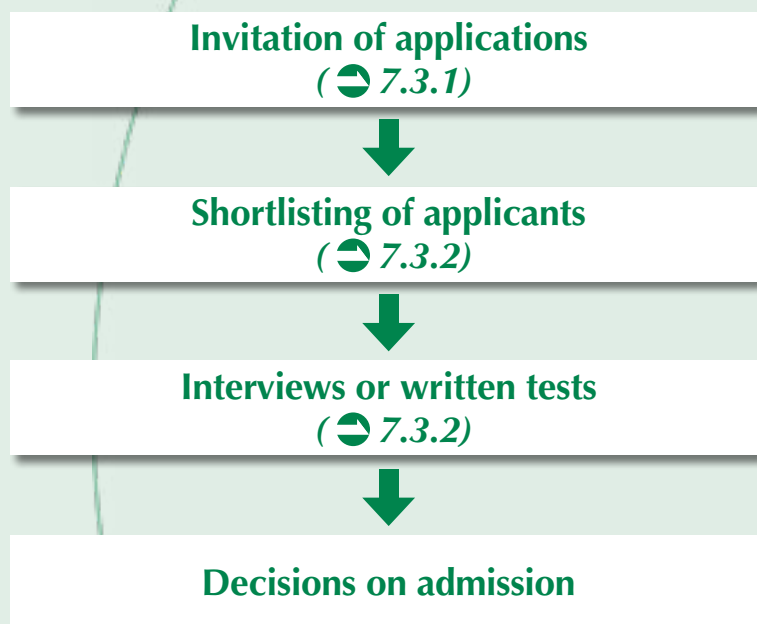 Invitation of applications
( ➲ 7.3.1)
Shortlisting of applicants
( ➲ 7.3.2)
Interviews or written tests
( ➲ 7.3.2)
Decisions on admission